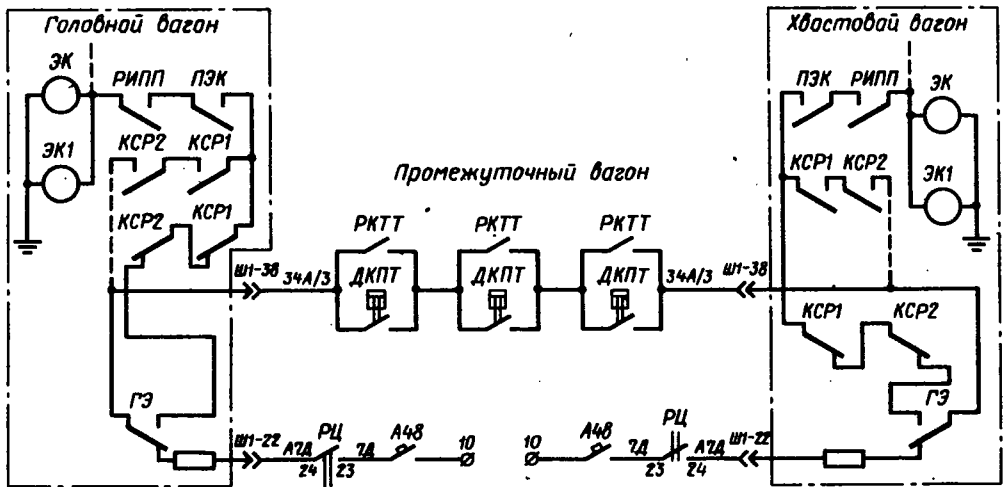 Головной вагон
Хвостовой вагон
ЭК
РИПП
ПЭК
ПЭК
РИПП
ЭК
ЭК1
КСР2
КСР1
КСР1
КСР2
ЭК1
Промежуточный вагон
КСР2
КСР1
РКТТ
РКТТ
РКТТ
Ш1-38
34А/3
ДКПТ
ДКПТ
ДКПТ
34А/3
Ш1-38
КСР1
КСР2
ГЭ
ГЭ
Ш1-22
А7Д
РЦ
7Д
А48
10
10
А48
7Д
РЦ
А7Д
Ш1-22
24
23
23
24